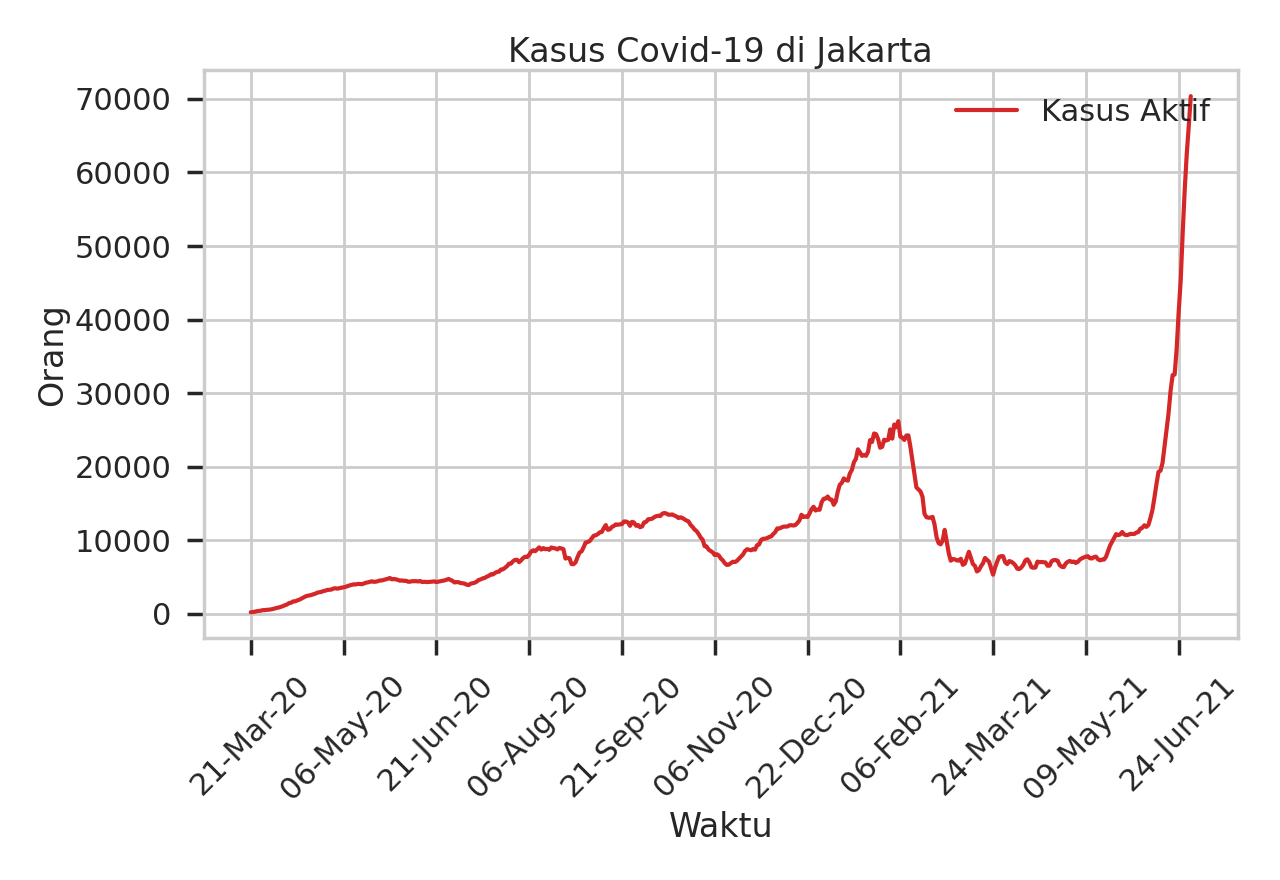 Kasus Covid-19 di Jakarta
Kasus Aktif
70000
60000
50000
40000
30000
20000
10000
0
Orang
21-Mar-20
06-May-20
21-Jun-20
06-Aug-20
21-Sep-20
06-Nov-20
22-Dec-20
06-Feb-21
24-Mar-21
09-May-21
24-Jun-21
Waktu